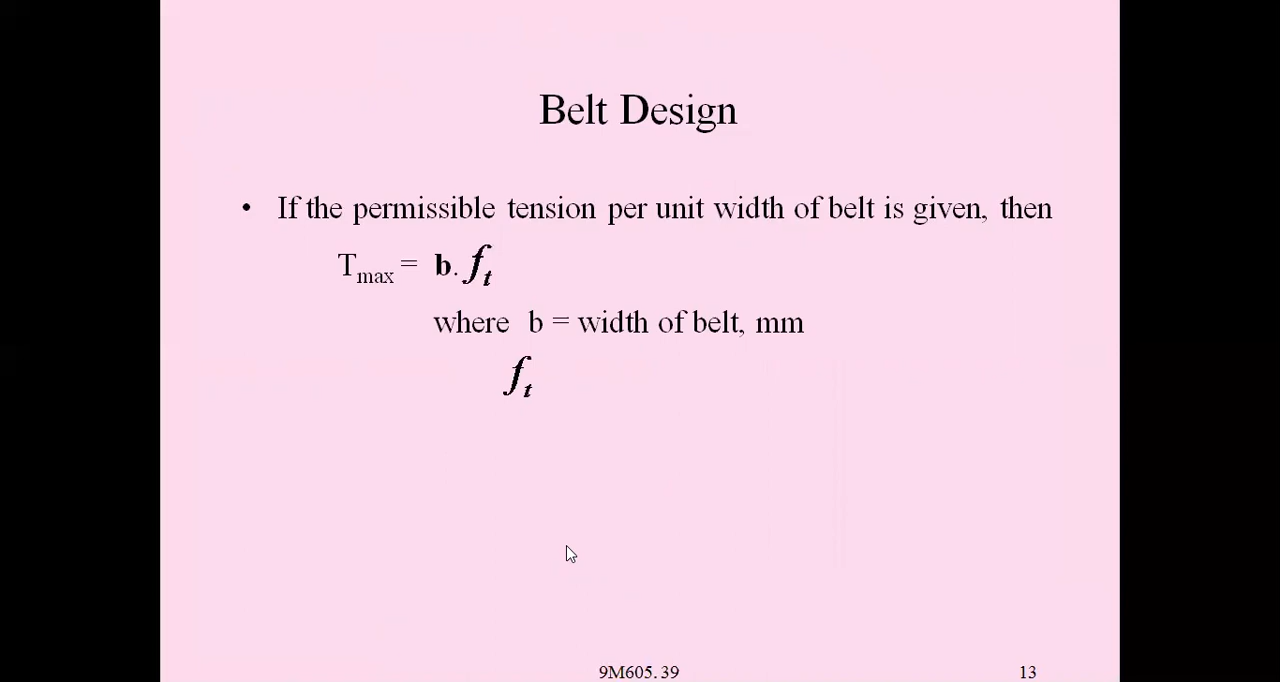 Belt Design
• If the permissible tension per unit width of belt is given, then
Tmax = b. ft
where b = width of belt, mm
ft
9M605.39
13